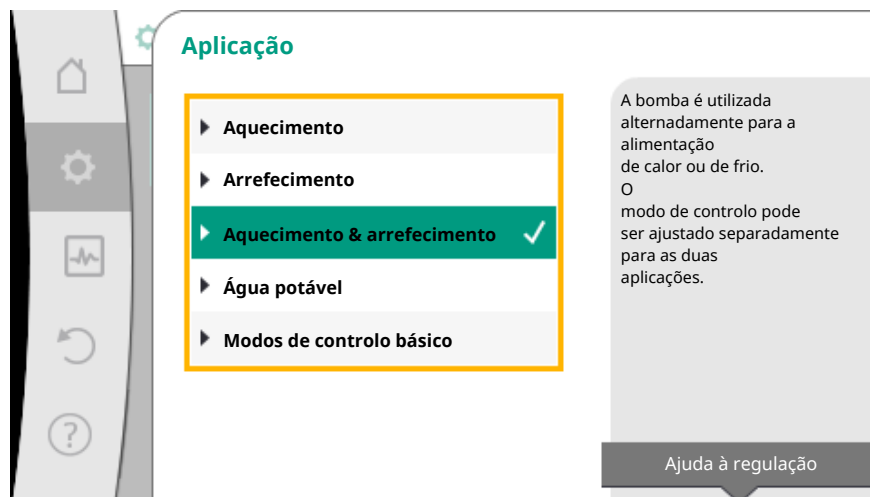 Aplicação
Aquecimento
Arrefecimento
Aquecimento & arrefecimento
Água potável
Modos de controlo básico
A bomba é utilizada
alternadamente para a
alimentação
de calor ou de frio.
O
modo de controlo pode
ser ajustado separadamente
para as duas
aplicações.
Ajuda à regulação
?